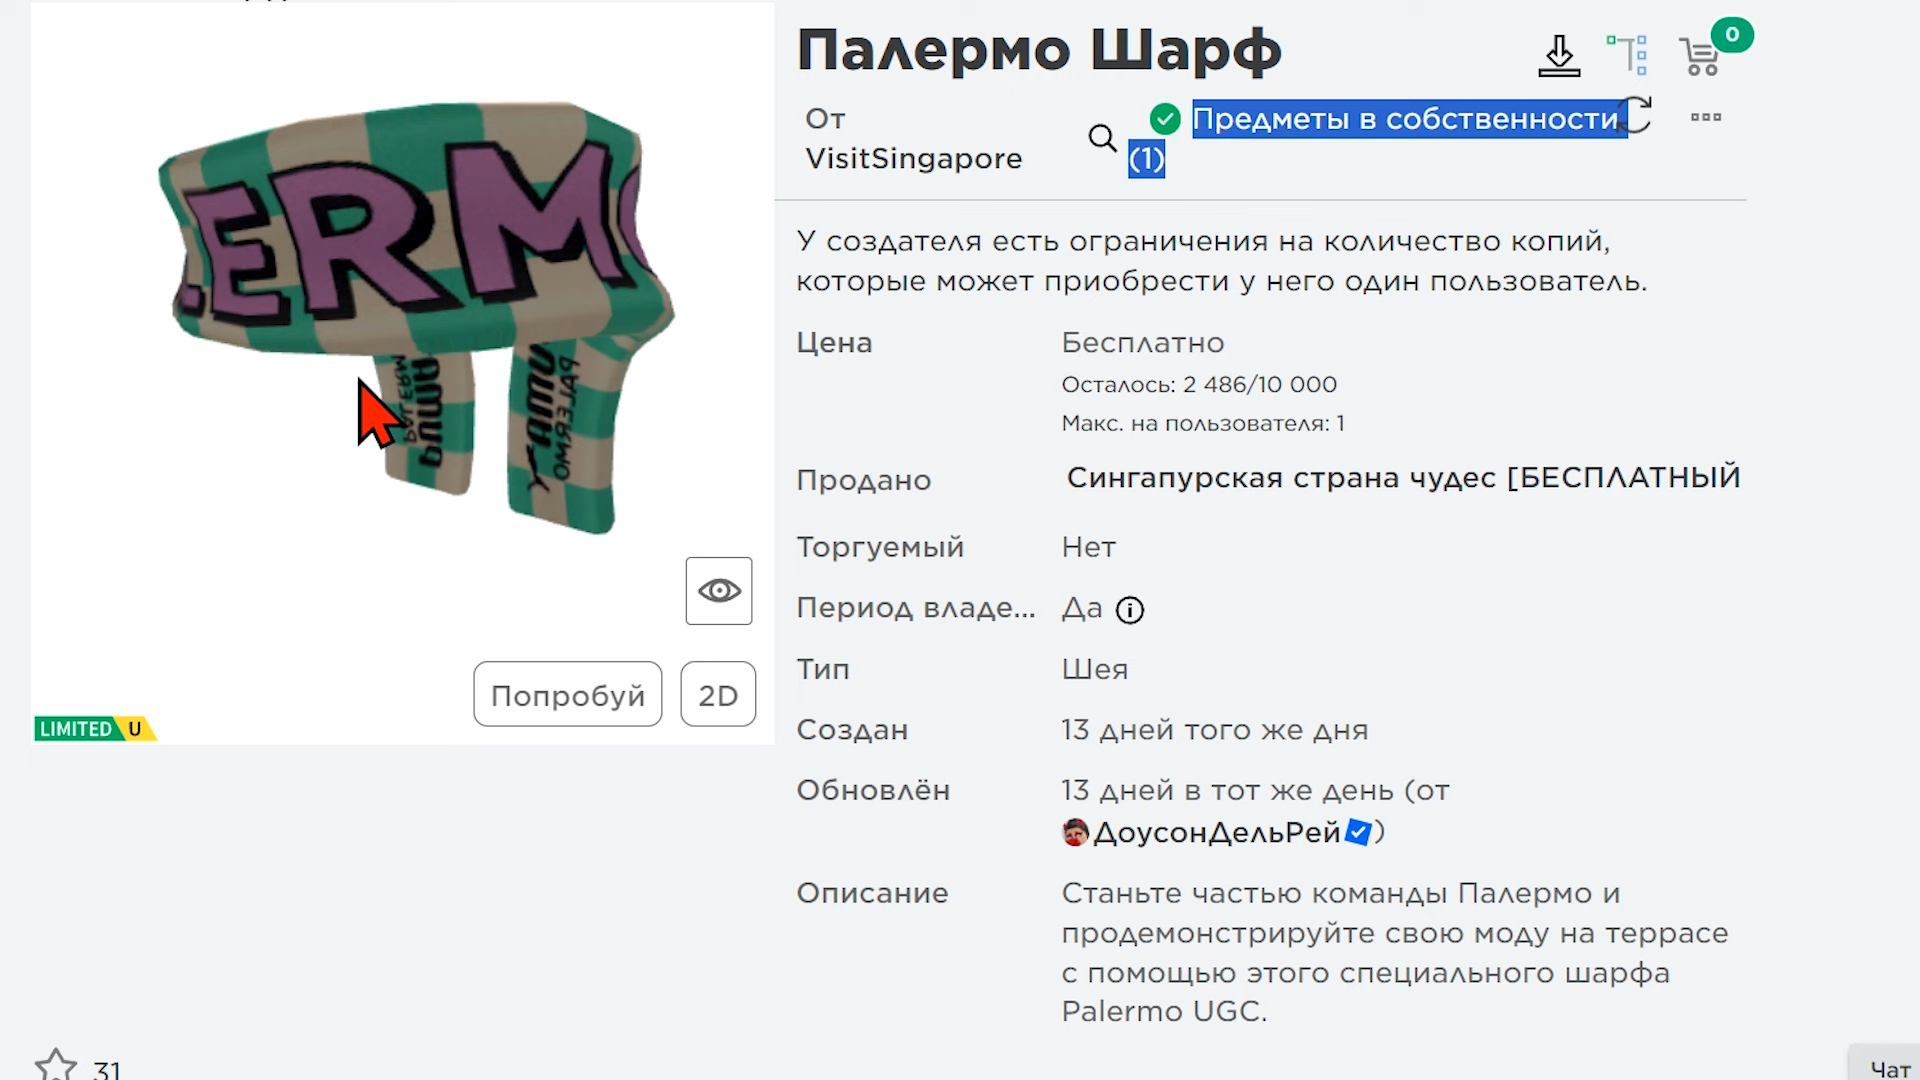 Палермо Шарф
0
От
VisitSingapore
Предметы в собственности
(1)
У создателя есть ограничения на количество копий,
которые может приобрести у него один пользователь.
Цена
Бесплатно
Осталось: 2 486/10 000
Макс. на пользователя: 1
Продано
Сингапурская страна чудес [БЕСПЛАТНЫЙ
Торгуемый
Нет
Период владе...
Да
Тип
Шея
Создан
13 дней того же дня
Обновлён
13 дней в тот же день (от
ДоусонДельРей)
Описание
Станьте частью команды Палермо и
продемонстрируйте свою моду на террасе
с помощью этого специального шарфа
Palermo UGC.
ERMO
PUMA
PALERMO
Попробуй
2D
LIMITED U
31
Чат